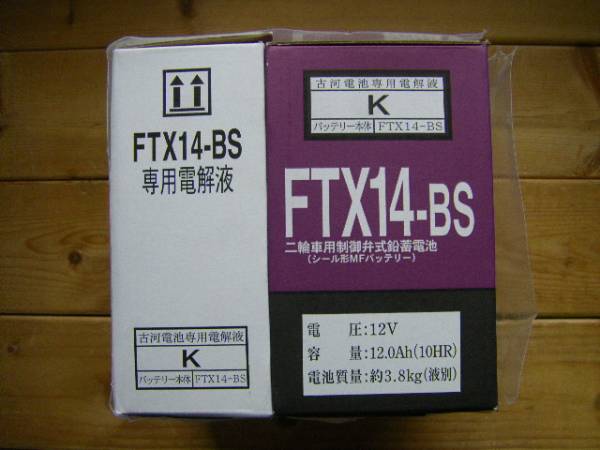 FTX14-BS
専用電解液
古河電池専用電解液
K
バッテリー本体 FTX14-BS
古河電池専用電解液
K
バッテリー本体 FTX14-BS
FTX14-BS
二輪車用制御弁式鉛蓄電池
(シール形MFバッテリー)
電 圧:12V
容 量:12.0Ah(10HR)
電池質量:約3.8kg(液別)